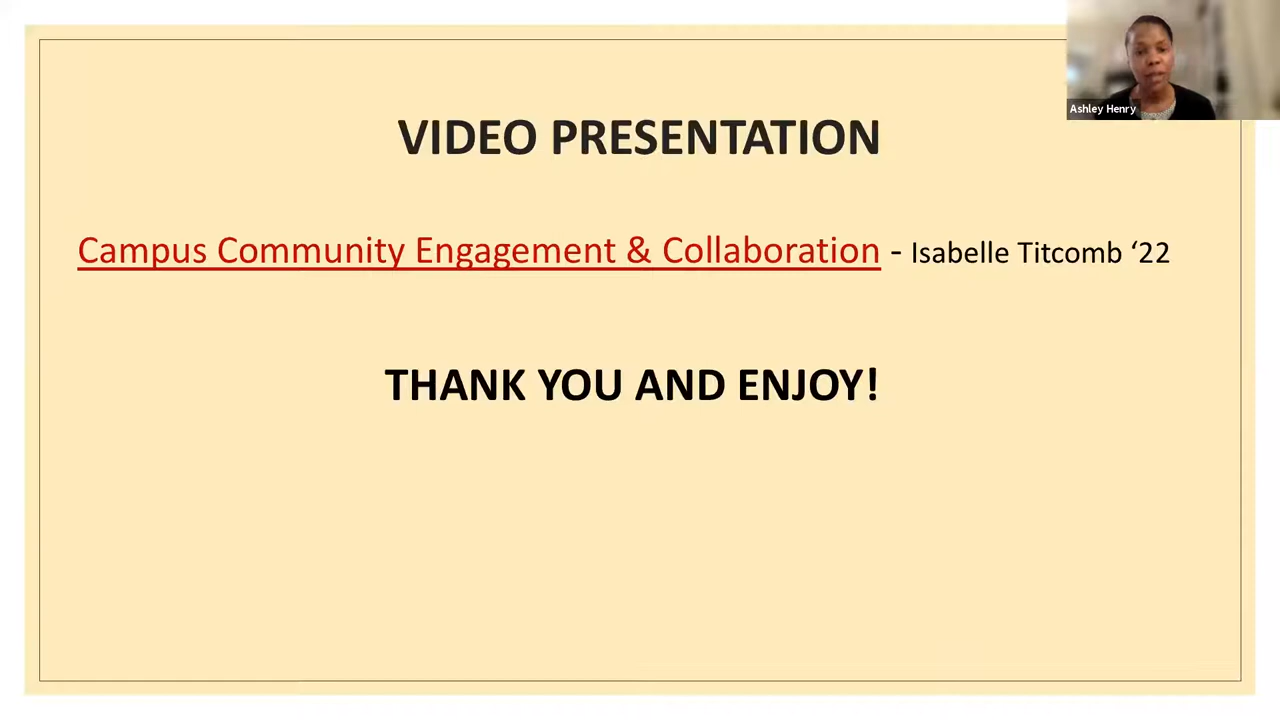 Ashley Henry
VIDEO PRESENTATION
Campus Community Engagement & Collaboration - Isabelle Titcomb ‘22
THANK YOU AND ENJOY!